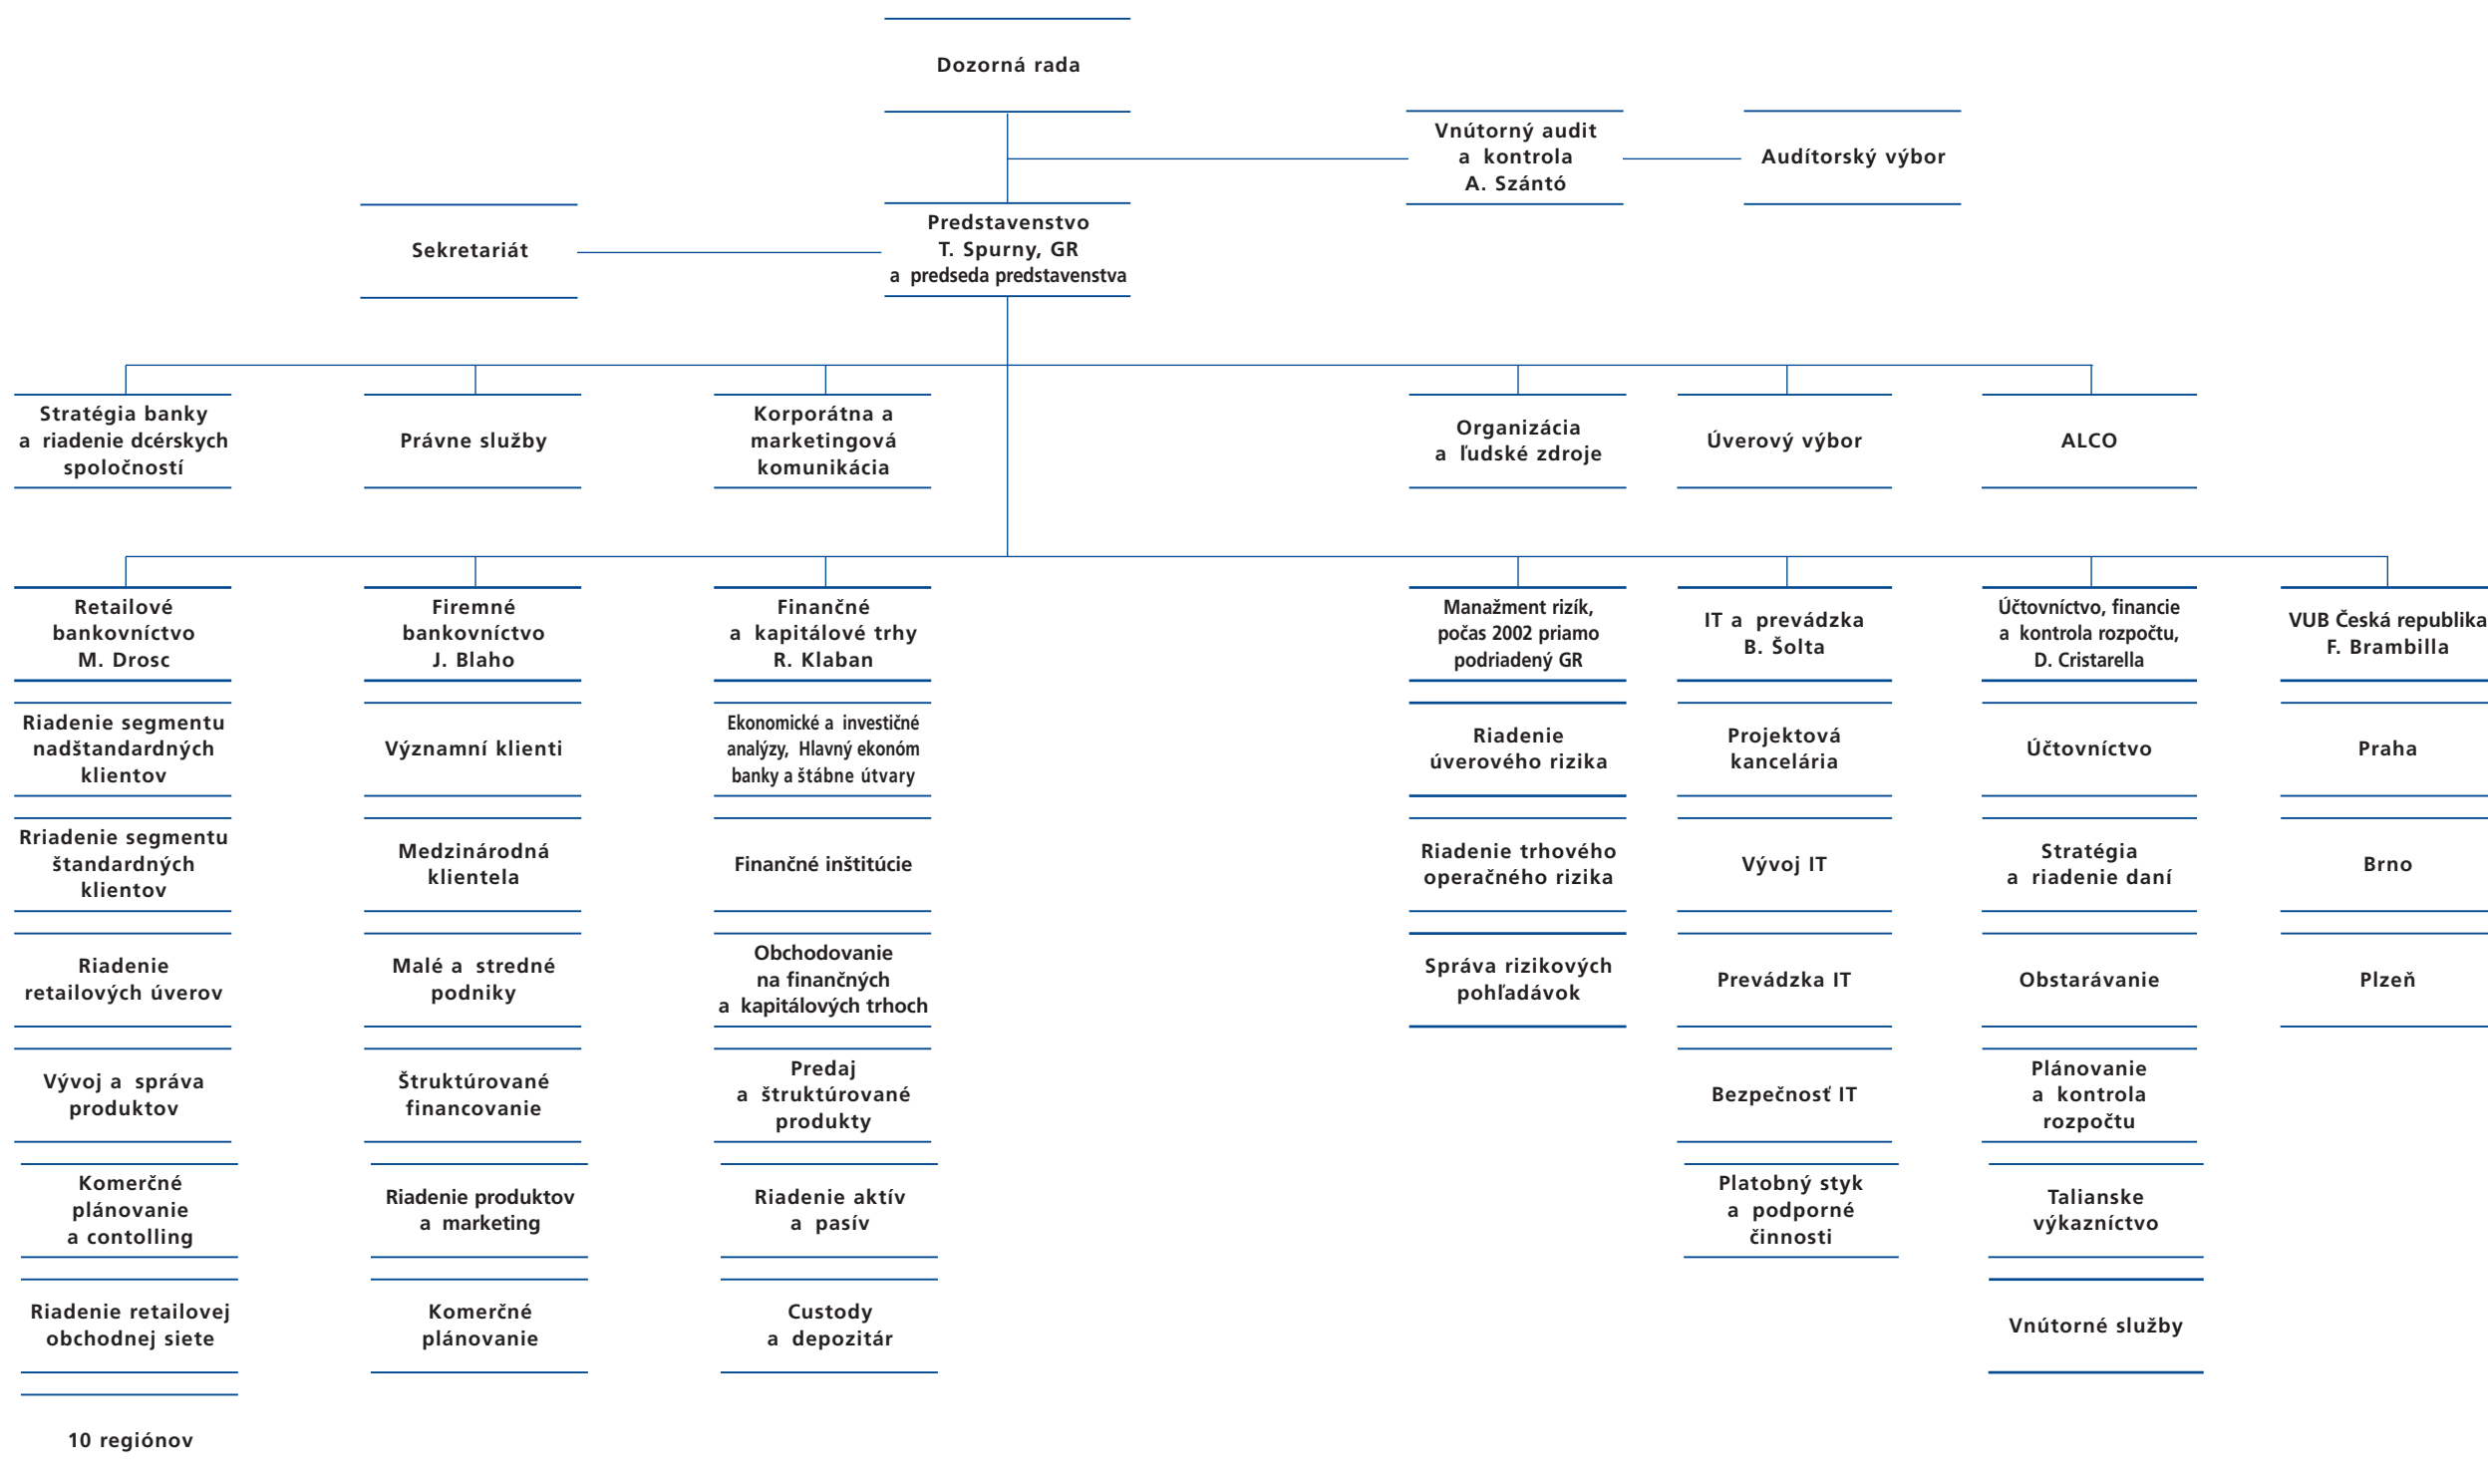 Dozorná rada
Vnútorný audit
a kontrola
A. Szántó
Audítorský výbor
Sekretariát
Predstavenstvo
T. Spurny, GR
a predseda predstavenstva
Stratégia banky
a riadenie dcérskych
spoločností
Právne služby
Korporátna a
marketingová
komunikácia
Organizácia
a ľudské zdroje
Úverový výbor
ALCO
Retailové
bankovníctvo
M. Drosc
Firemné
bankovníctvo
J. Blaho
Finančné
a kapitálové trhy
R. Klaban
Manažment rizík,
počas 2002 priamo
podriadený GR
IT a prevádzka
B. Šolta
Účtovníctvo, financie
a kontrola rozpočtu,
D. Cristarella
VUB Česká republika
F. Brambilla
Riadenie segmentu
nadštandardných
klientov
Významní klienti
Ekonomické a investičné
analýzy, Hlavný ekonóm
banky a štábne útvary
Riadenie
úverového rizika
Projektová
kancelária
Účtovníctvo
Praha
Rriadenie segmentu
štandardných
klientov
Medzinárodná
klientela
Finančné inštitúcie
Riadenie trhového
operačného rizika
Vývoj IT
Stratégia
a riadenie daní
Brno
Riadenie
retailových úverov
Malé a stredné
podniky
Obchodovanie
na finančných
a kapitálových trhoch
Správa rizikových
pohľadávok
Prevádzka IT
Obstarávanie
Plzeň
Vývoj a správa
produktov
Štruktúrované
financovanie
Predaj
a štruktúrované
produkty
Bezpečnosť IT
Plánovanie
a kontrola
rozpočtu
Komerčné
plánovanie
a contolling
Riadenie produktov
a marketing
Riadenie aktív
a pasív
Platobný styk
a podporné
činnosti
Talianske
výkazníctvo
Riadenie retailovej
obchodnej siete
Komerčné
plánovanie
Custody
a depozitár
Vnútorné služby
10 regiónov